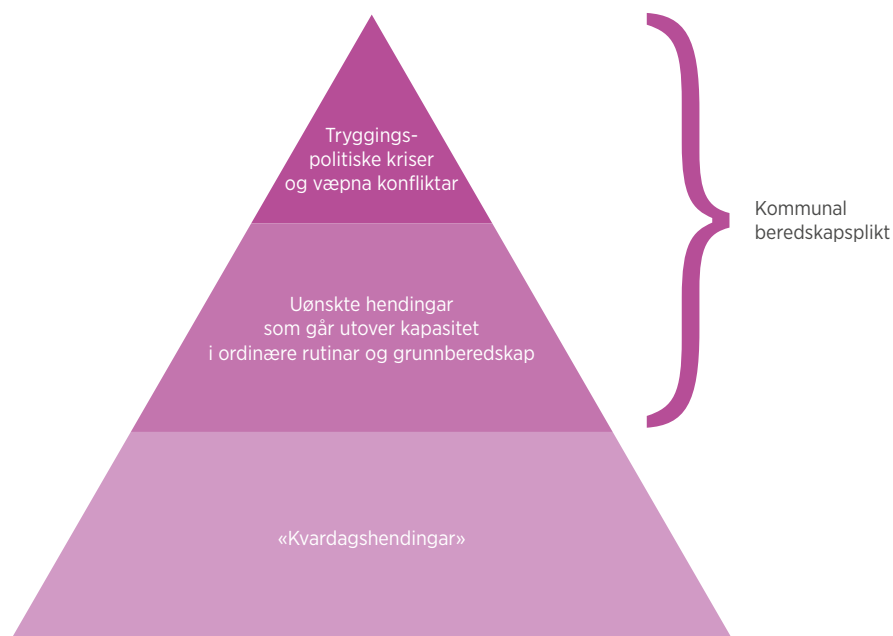 Tryggings-
politiske kriser
og væpna konfliktar
Kommunal
beredskapsplikt
Uønskte hendingar
som går utover kapasitet
i ordinære rutinar og grunnberedskap
«Kvardagshendingar»